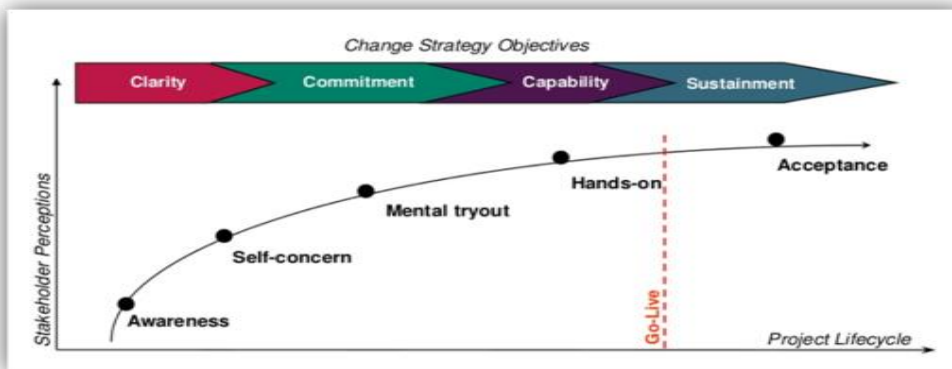 Change Strategy Objectives
Clarity
Commitment
Capability
Sustainment
Stakeholder Perceptions
Acceptance
Hands-on
Mental tryout
Self-concern
Awareness
Go-Live
Project Lifecycle